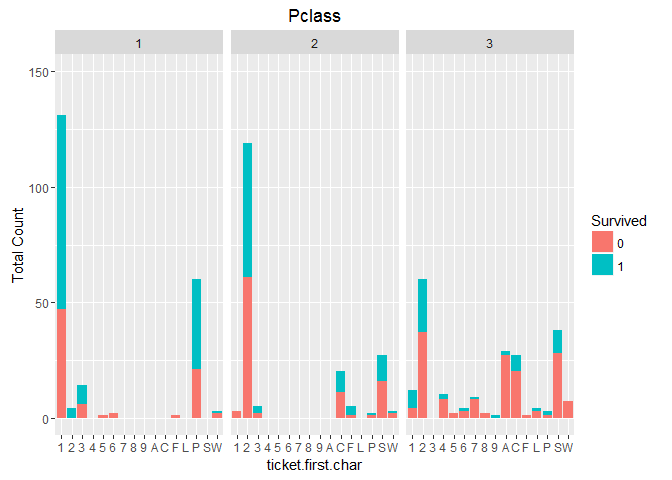 Pclass
1 2 3
150
100
50
0
Total Count
1 2 3 4 5 6 7 8 9 A C F L P S W 1 2 3 4 5 6 7 8 9 A C F L P S W 1 2 3 4 5 6 7 8 9 A C F L P S W
ticket.first.char
Survived
0
1